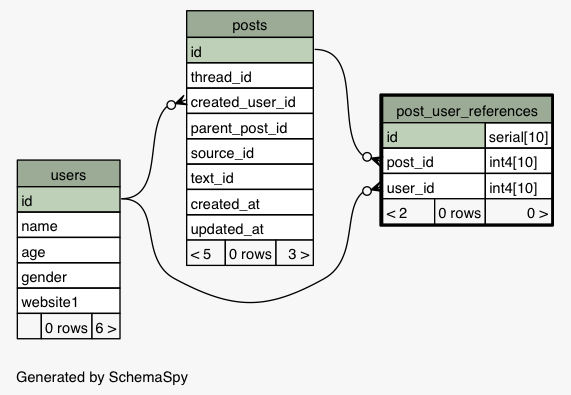 posts
id
thread_id
created_user_id
parent_post_id
source_id
text_id
created_at
updated_at
< 5 0 rows 3 >
post_user_references
id serial[10]
post_id int4[10]
user_id int4[10]
< 2 0 rows 0 >
users
id
name
age
gender
website1
0 rows 6 >
Generated by SchemaSpy